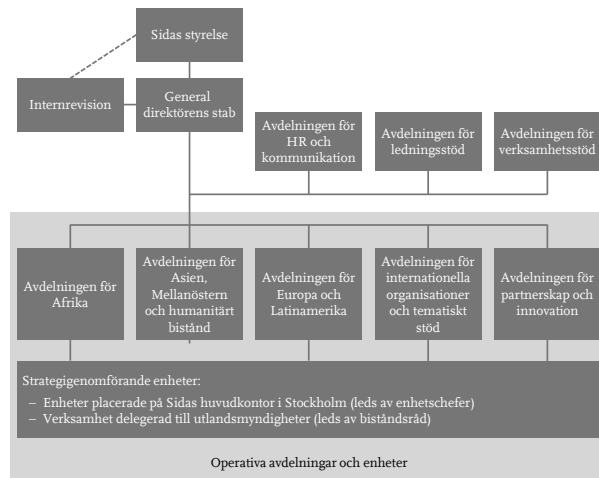 Sidas styrelse
Internrevision
General
direktörens stab
Avdelningen för
HR och
kommunikation
Avdelningen för
ledningsstöd
Avdelningen för
verksamhetsstöd
Avdelningen för
Afrika
Avdelningen för
Asien,
Mellanöstern
och humanitärt
bistånd
Avdelningen för
Europa och
Latinamerika
Avdelningen för
internationella
organisationer
och tematiskt
stöd
Avdelningen för
partnerskap och
innovation
Strategigenomförande enheter:
– Enheter placerade på Sidas huvudkontor i Stockholm (leds av enhetschefer)
– Verksamhet delegerad till utlandsmyndigheter (leds av biståndsråd)
Operativa avdelningar och enheter